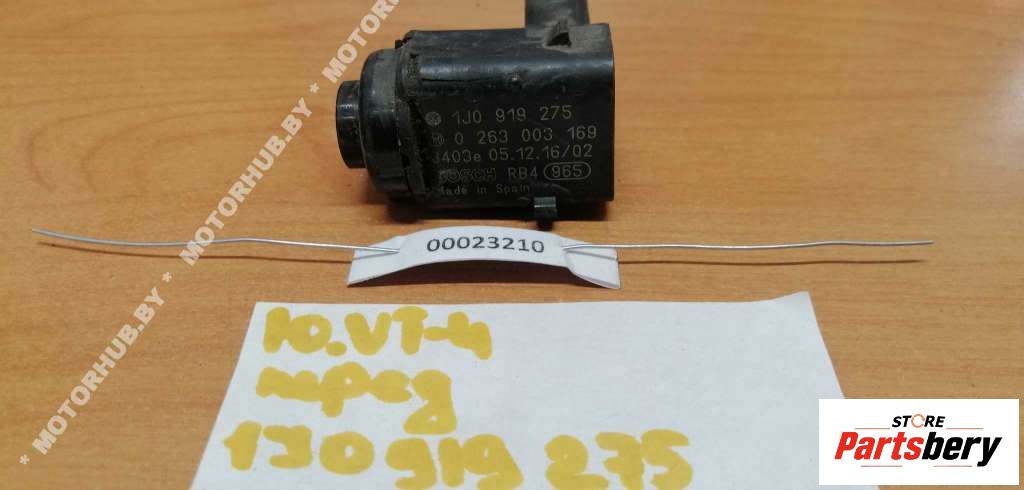 * MOTORHUB.BY * MOTORHUB.BY * MOTORH
1J0 919 275
0 263 003 169
05.12.16/02
BOSCH RB4 965
Made in Spain
00023210
10.VT-4
перед
1J0 919 275
STORE
Partsbery